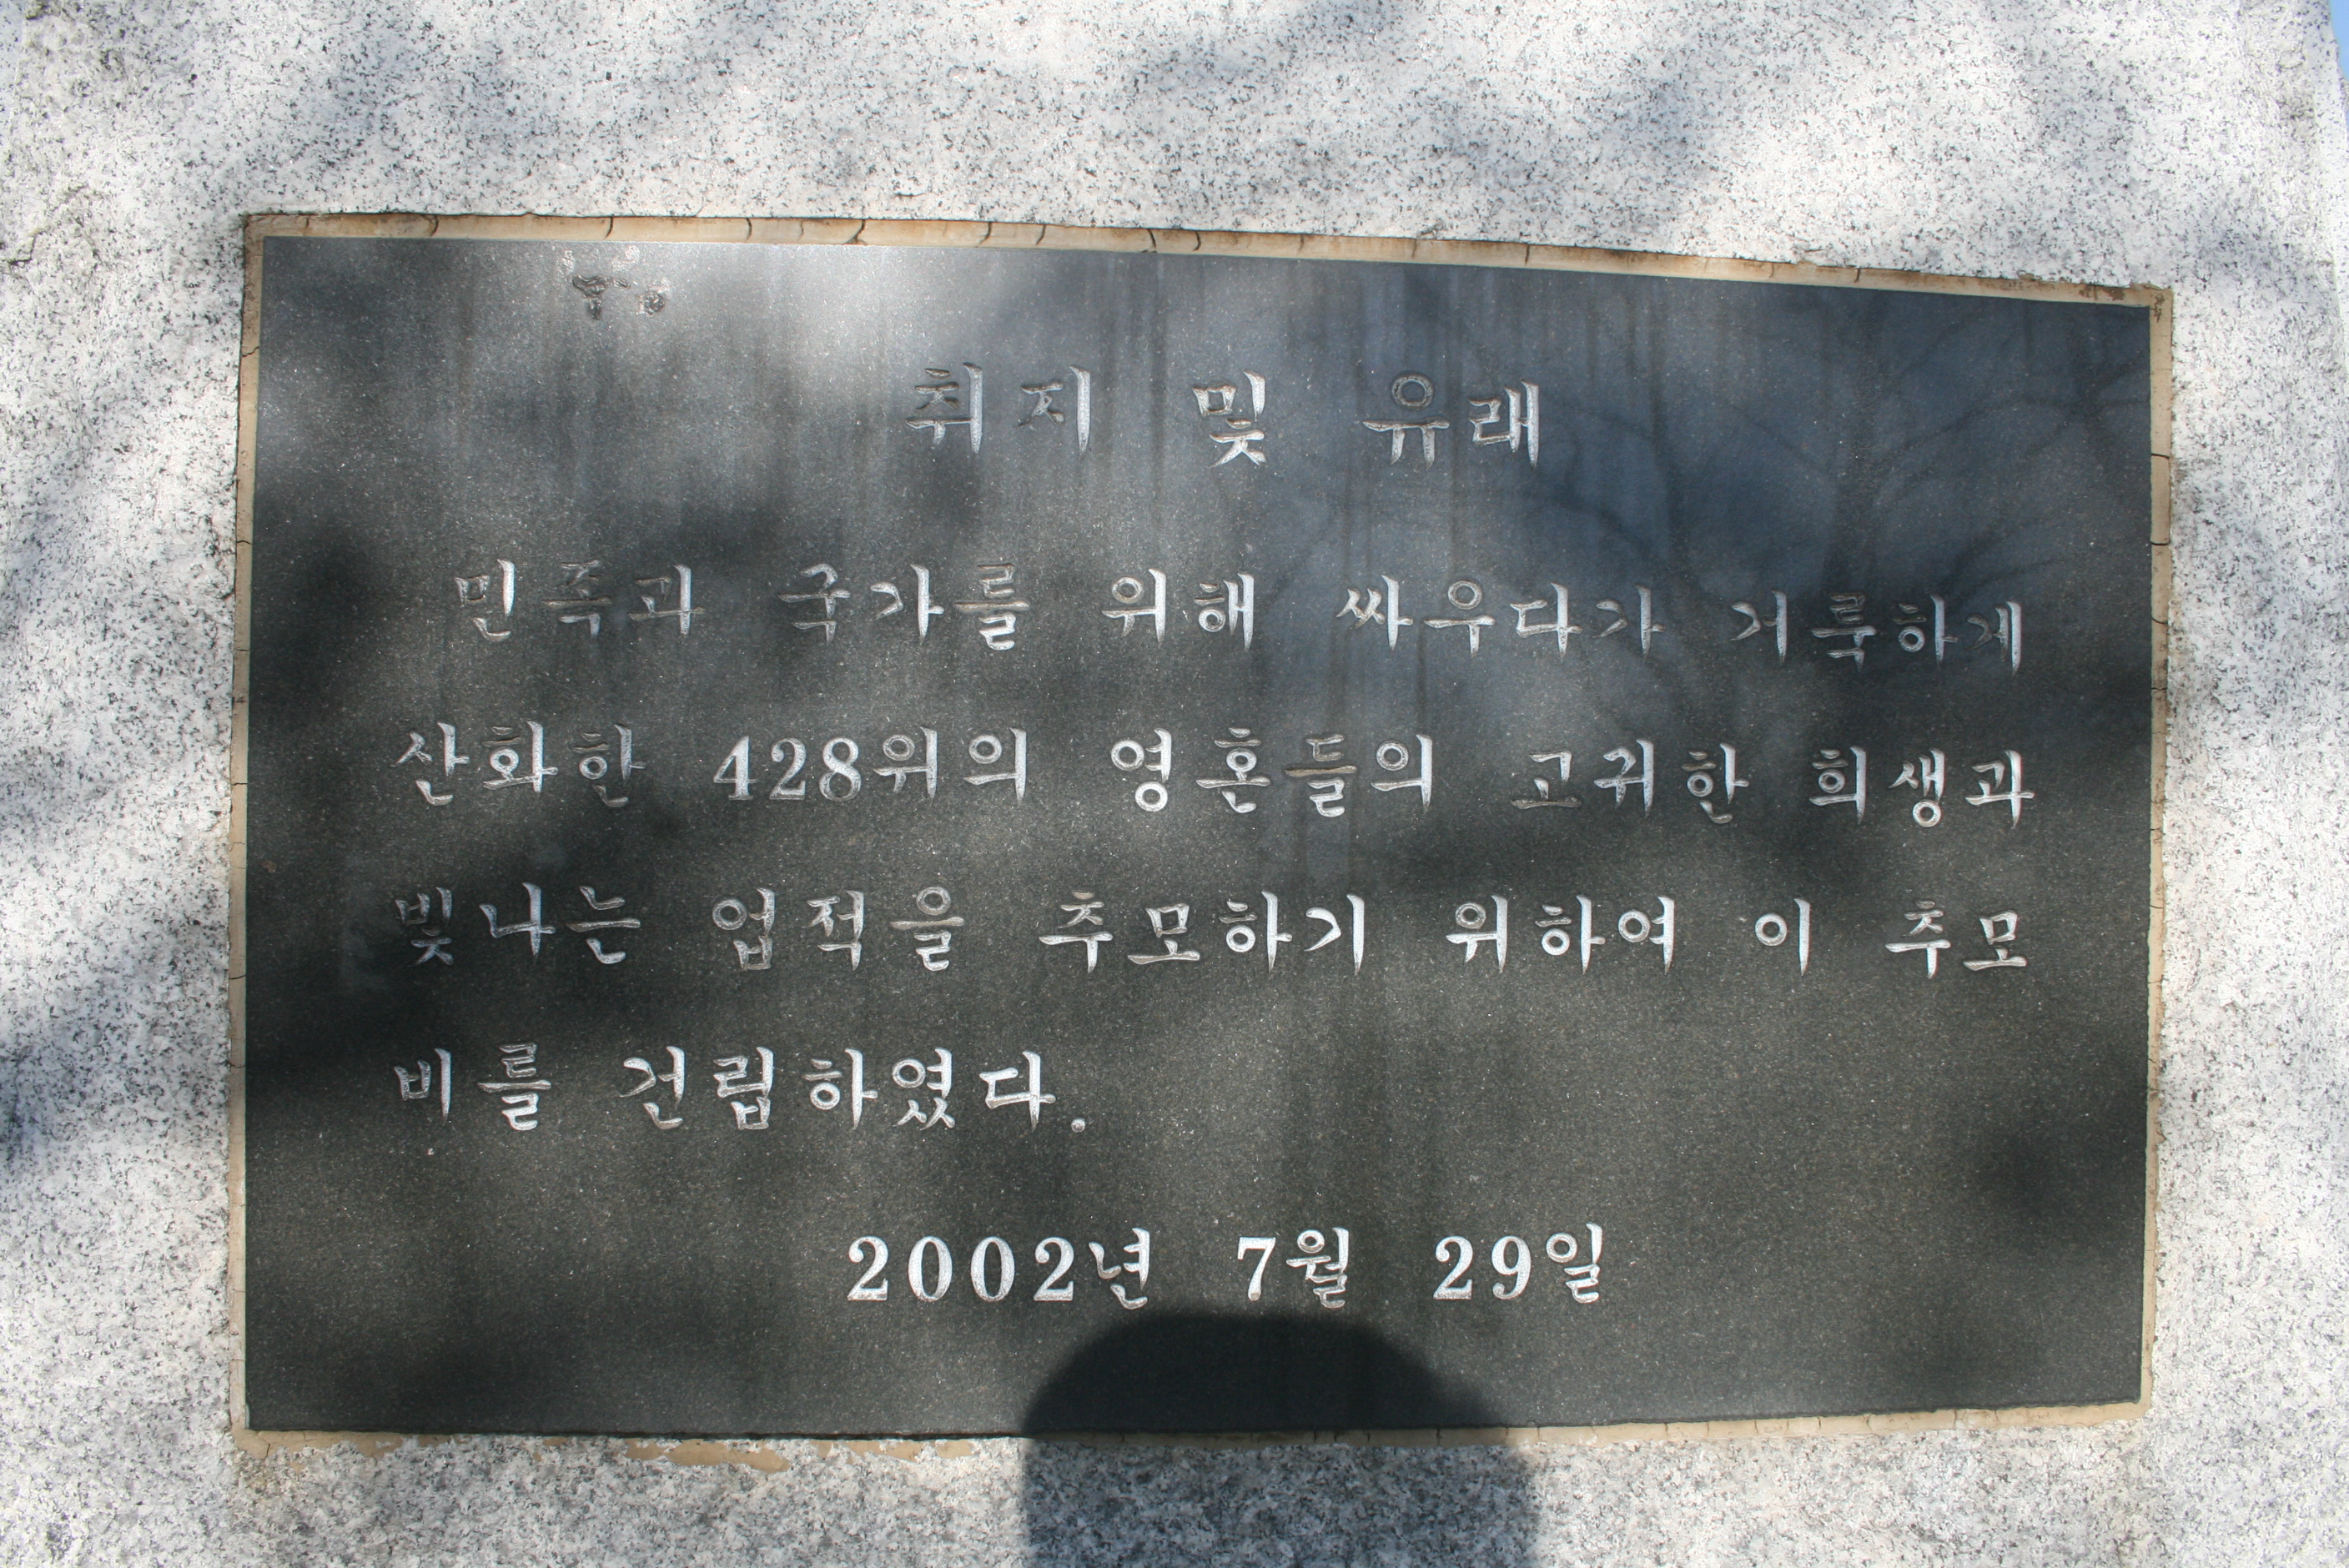 취지 및 유래
민족과 국가를 위해 싸우다가 거룩하게
산화한 428위의 영혼들의 고귀한 희생과
빛나는 업적을 추모하기 위하여 이 추모
비를 건립하였다.
2002년 7월 29일